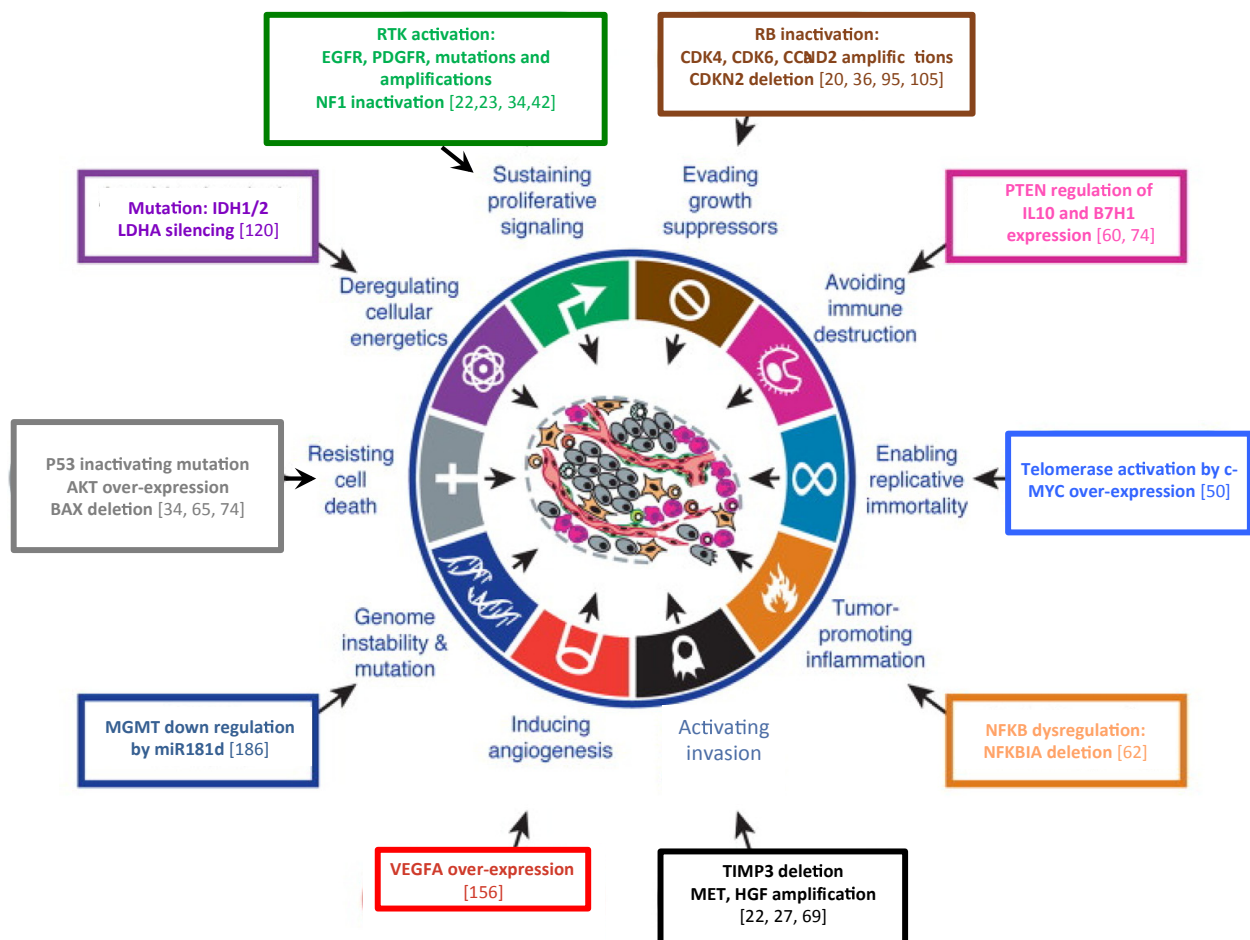 RTK activation:
EGFR, PDGFR, mutations and
amplifications
NF1 inactivation [22,23, 34,42]
RB inactivation:
CDK4, CDK6, CCND2 amplific tions
CDKN2 deletion [20, 36, 95, 105]
Sustaining
proliferative
signaling
Evading
growth
suppressors
Mutation: IDH1/2
LDHA silencing [120]
PTEN regulation of
IL10 and B7H1
expression [60, 74]
Deregulating
cellular
energetics
Avoiding
immune
destruction
P53 inactivating mutation
AKT over-expression
BAX deletion [34, 65, 74]
Resisting
cell
death
Enabling
replicative
immortality
Telomerase activation by c-
MYC over-expression [50]
Genome
instability &
mutation
Tumor-
promoting
inflammation
MGMT down regulation
by miR181d [186]
Inducing
angiogenesis
Activating
invasion
NFKB dysregulation:
NFKBIA deletion [62]
VEGFA over-expression
[156]
TIMP3 deletion
MET, HGF amplification
[22, 27, 69]